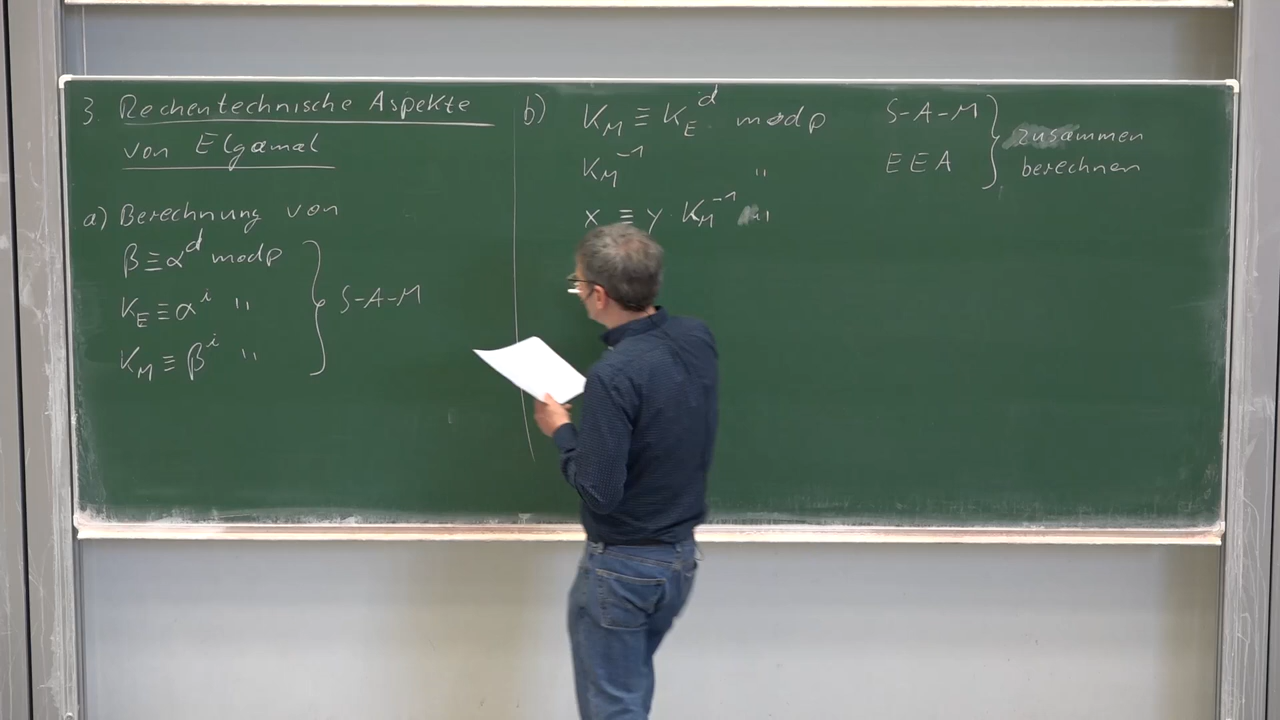 3. Rechentechnische Aspekte
von Elgamal
a) Berechnung von
β ≡ α^d mod p
K_E ≡ α^i "
K_M ≡ β^i "
S-A-M
b) K_M ≡ K_E^d mod p S-A-M
K_M^-1 " EEA
zusammen
berechnen
x ≡ y · K_M^-1 "